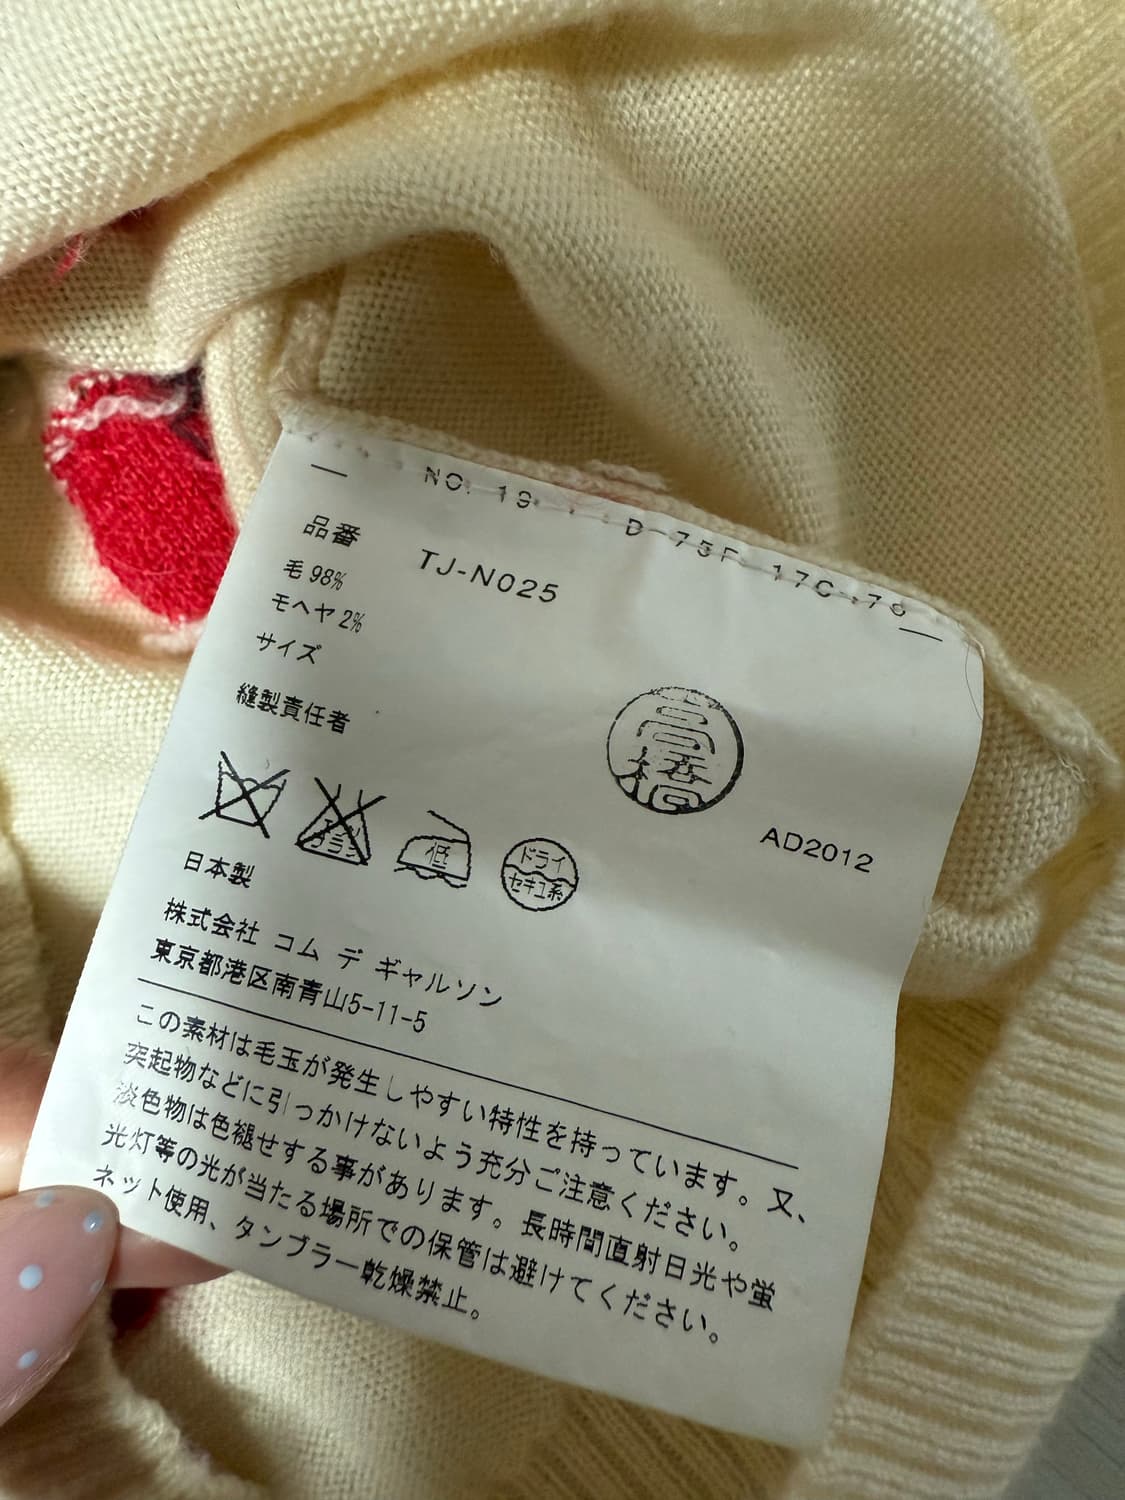 品番 TJ-N025
毛 98%
モヘヤ 2%
サイズ
縫製責任者
高橋
AD2012
低
ドライ
セキユ系
日本製
株式会社 コム デ ギャルソン
東京都港区南青山5-11-5
この素材は毛玉が発生しやすい特性を持っています。又、
突起物などに引っかけないよう充分ご注意ください。
淡色物は色褪せする事があります。長時間直射日光や蛍
光灯等の光が当たる場所での保管は避けてください。
ネット使用、タンブラー乾燥禁止。